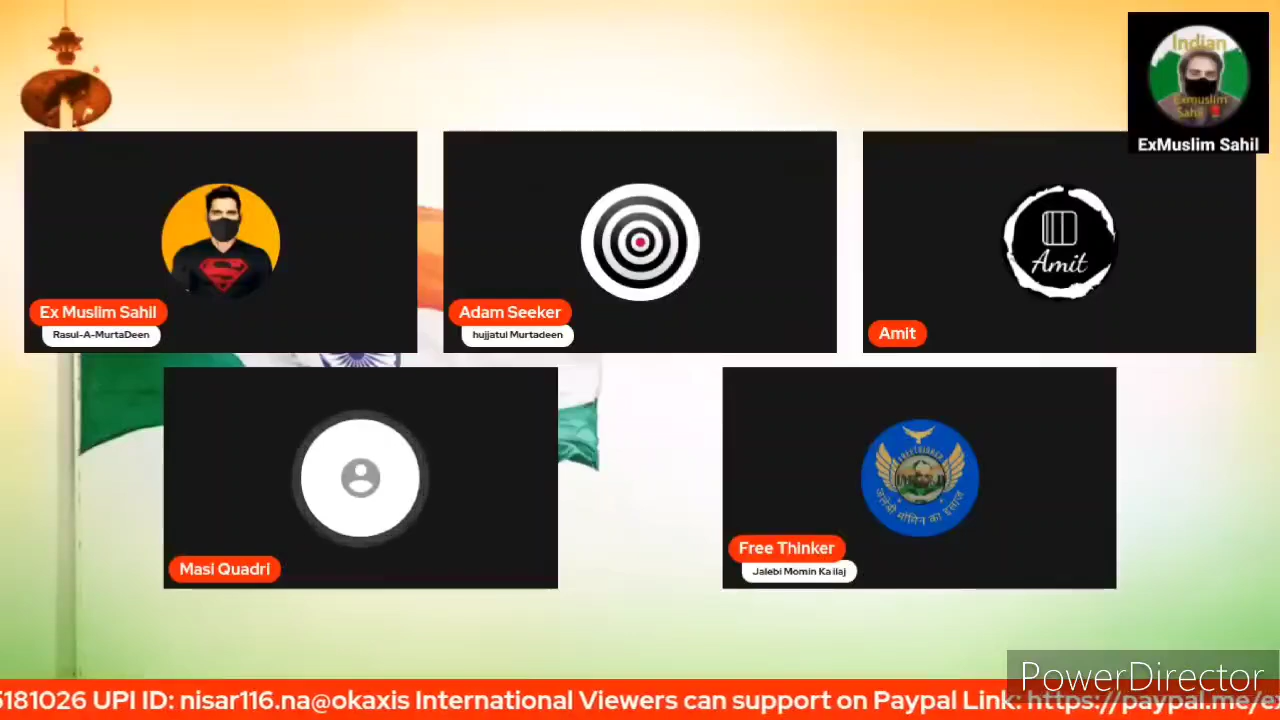 Indian
Exmuslim
Sahil
ExMuslim Sahil
Ex Muslim Sahil
Rasul-A-MurtaDeen
Adam Seeker
hujjatul Murtadeen
Amit
Amit
Masi Quadri
जलेबी मोमिन का इलाज
Free Thinker
Jalebi Momin Ka ilaj
PowerDirector
5181026 UPI ID: nisar116.na@okaxis International Viewers can support on Paypal Link: https://paypal.me/ex